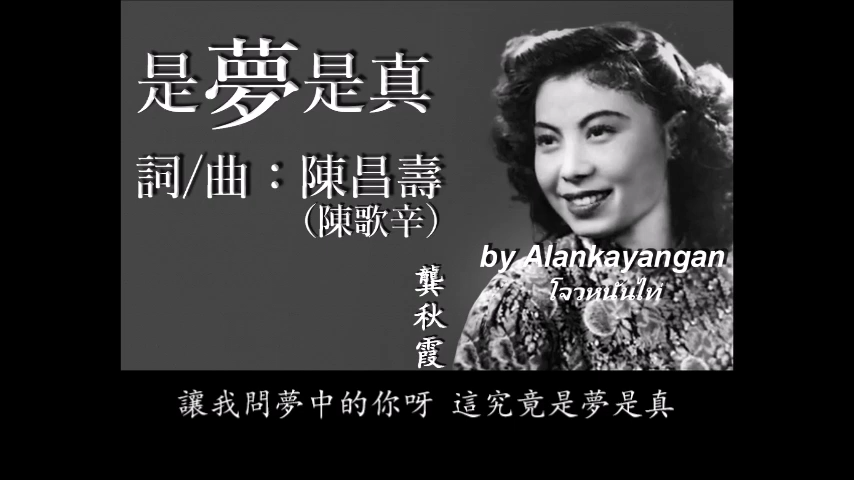 是夢是真
詞/曲：陳昌壽
（陳歌辛）
by Alankayangan
โจวหนันไท่
龔秋霞
讓我問夢中的你呀 這究竟是夢是真